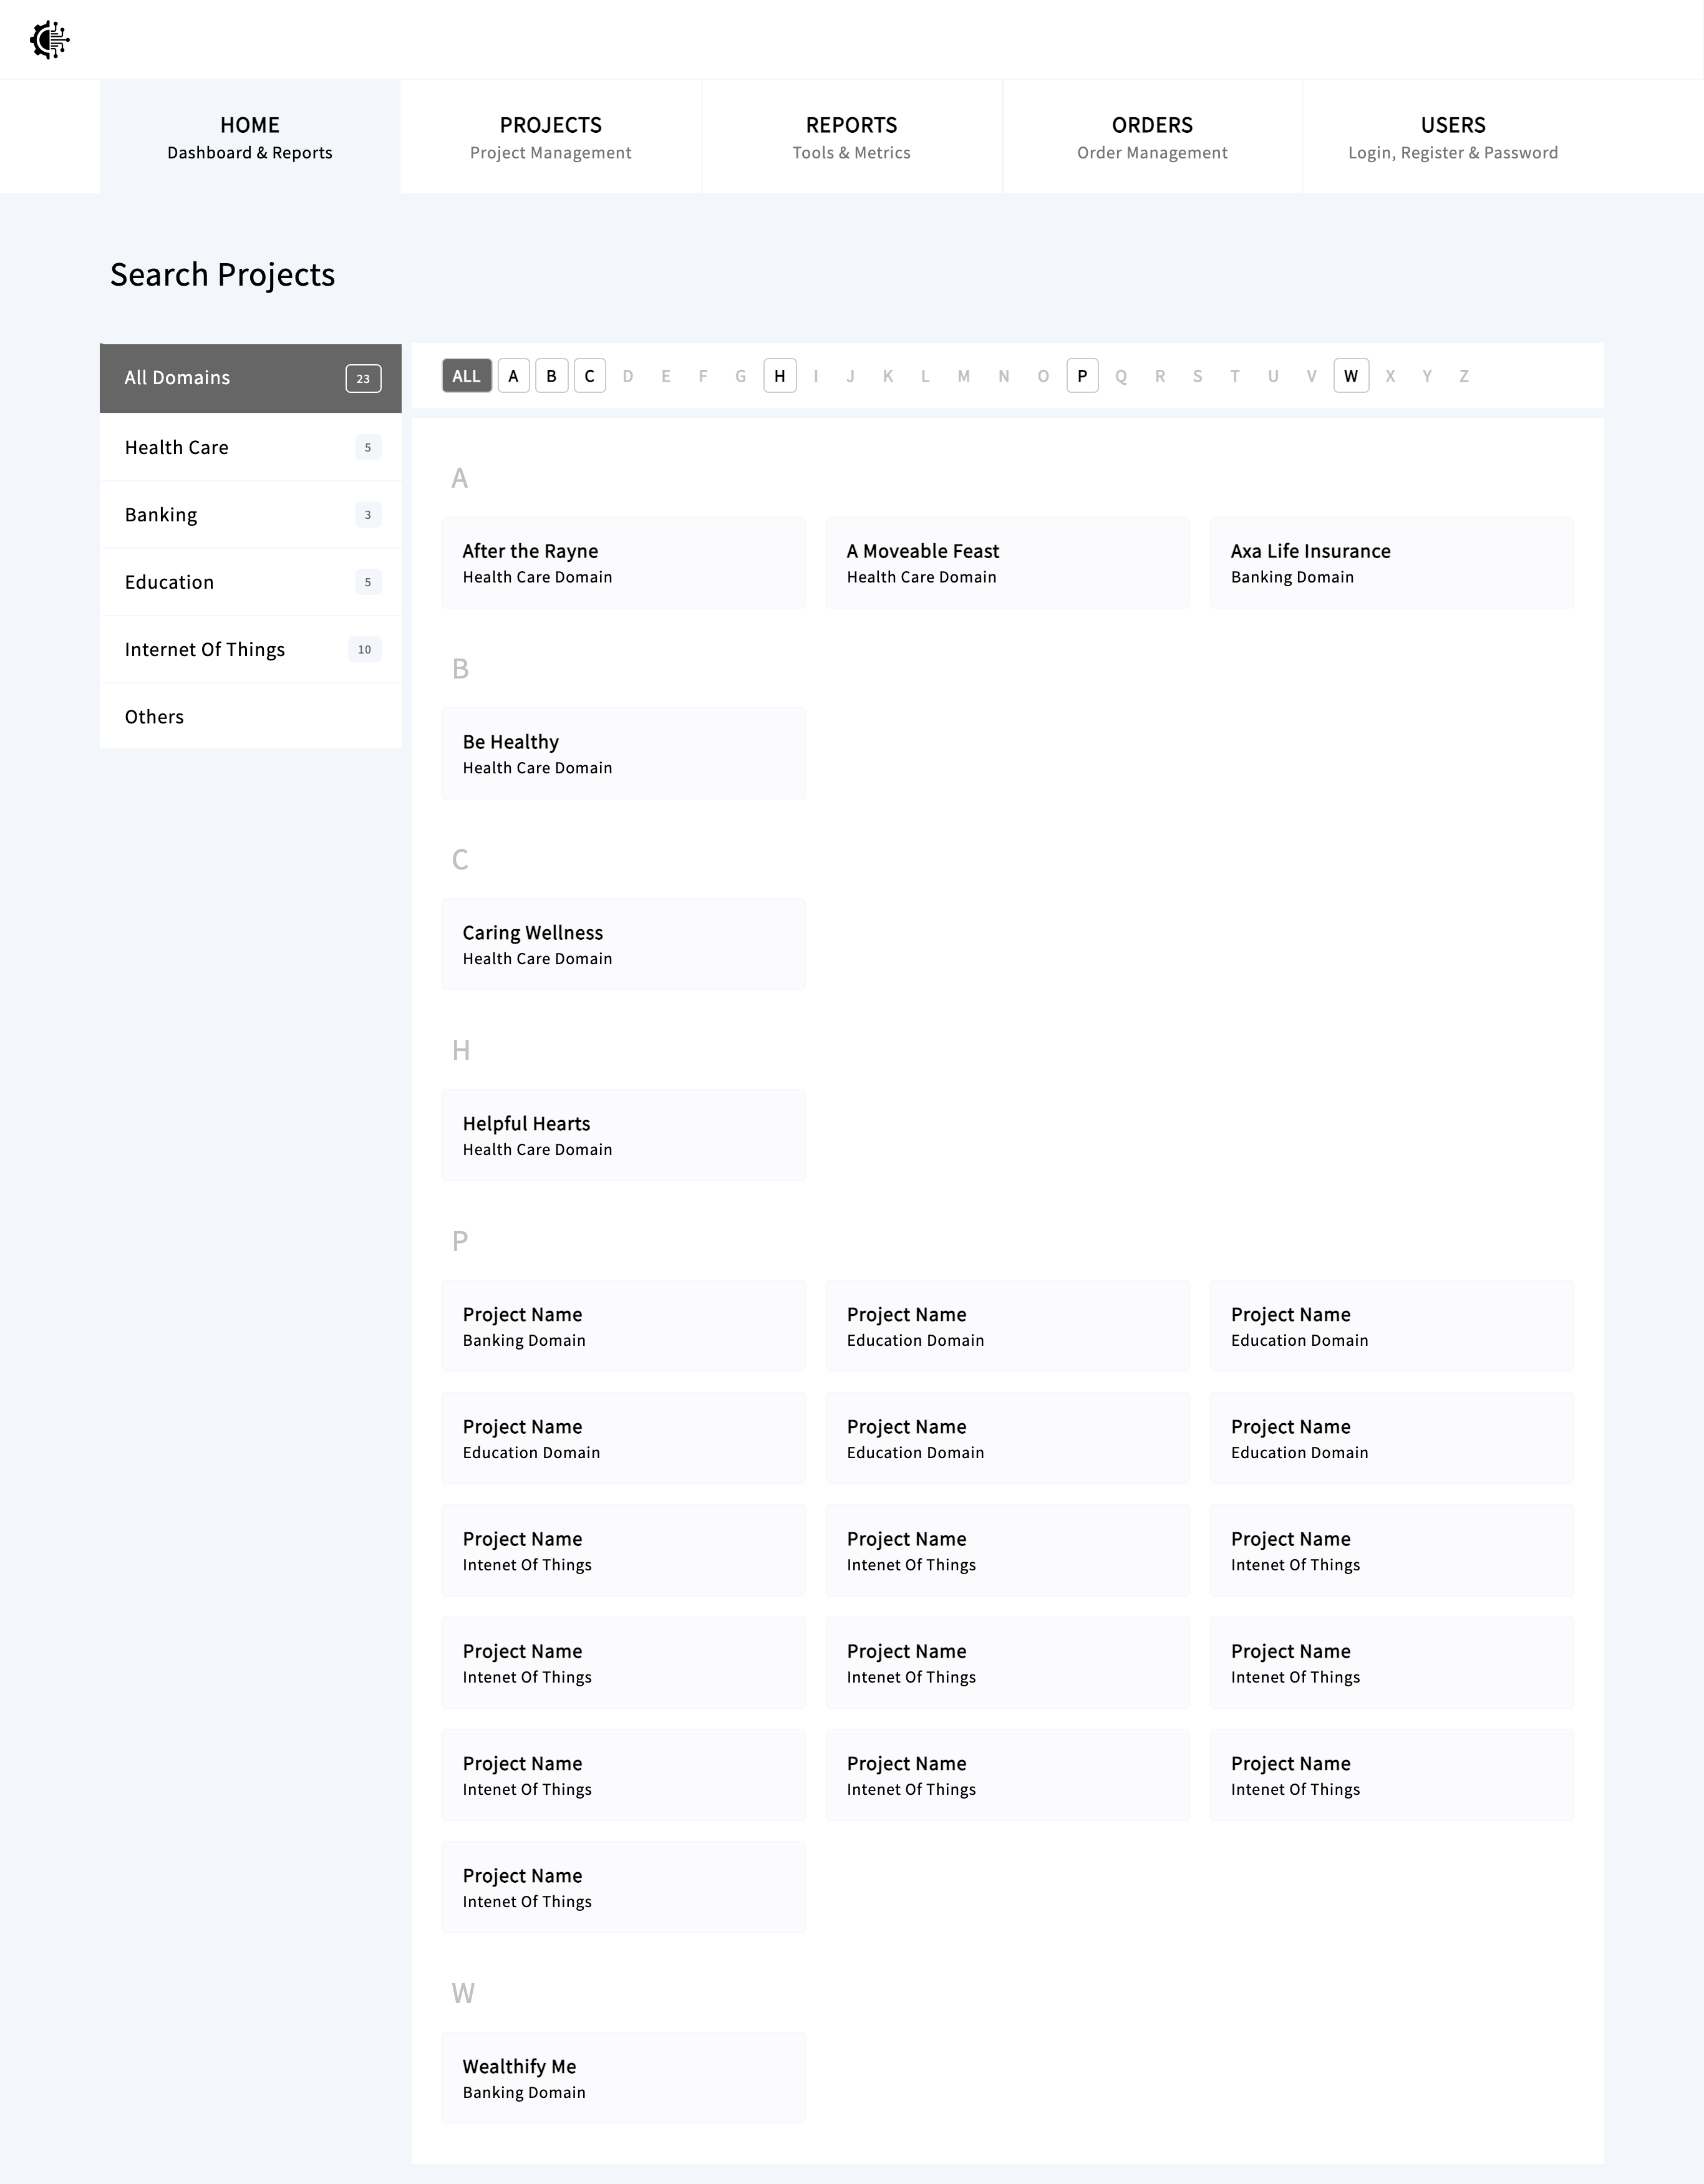 HOME
Dashboard & Reports
PROJECTS
Project Management
REPORTS
Tools & Metrics
ORDERS
Order Management
USERS
Login, Register & Password
Search Projects
All Domains 23
Health Care 5
Banking 3
Education 5
Internet Of Things 10
Others
ALL A B C D E F G H I J K L M N O P Q R S T U V W X Y Z
A
After the Rayne
Health Care Domain
A Moveable Feast
Health Care Domain
Axa Life Insurance
Banking Domain
B
Be Healthy
Health Care Domain
C
Caring Wellness
Health Care Domain
H
Helpful Hearts
Health Care Domain
P
Project Name
Banking Domain
Project Name
Education Domain
Project Name
Education Domain
Project Name
Education Domain
Project Name
Education Domain
Project Name
Education Domain
Project Name
Intenet Of Things
Project Name
Intenet Of Things
Project Name
Intenet Of Things
Project Name
Intenet Of Things
Project Name
Intenet Of Things
Project Name
Intenet Of Things
Project Name
Intenet Of Things
Project Name
Intenet Of Things
Project Name
Intenet Of Things
Project Name
Intenet Of Things
W
Wealthify Me
Banking Domain